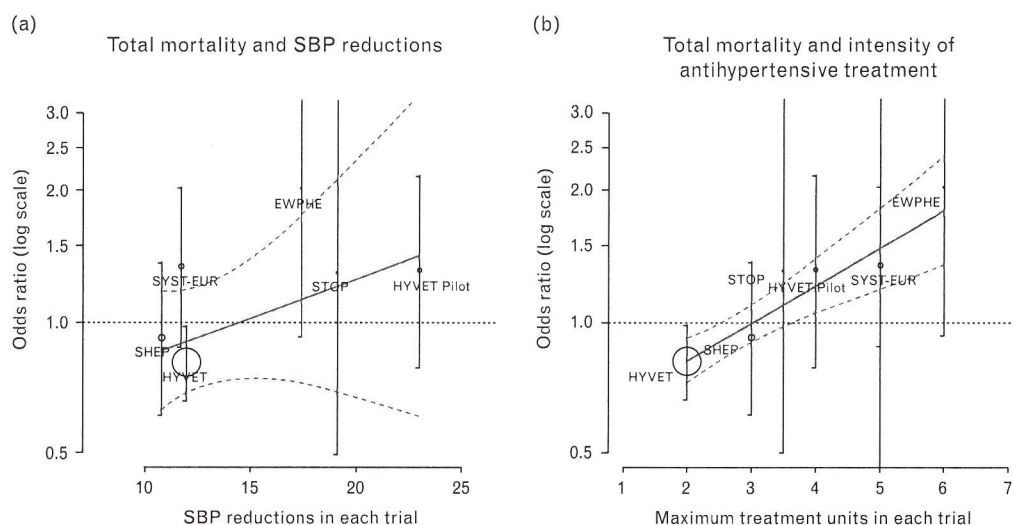 (a)
Total mortality and SBP reductions
Odds ratio (log scale)
3.0
2.5
2.0
1.5
1.0
0.5
EWPHE
SYST-EUR
STOP
HYVET Pilot
SHEP
HYVET
10 15 20 25
SBP reductions in each trial
(b)
Total mortality and intensity of
antihypertensive treatment
Odds ratio (log scale)
3.0
2.5
2.0
1.5
1.0
0.5
EWPHE
STOP
HYVET Pilot
SYST-EUR
SHEP
HYVET
1 2 3 4 5 6 7
Maximum treatment units in each trial